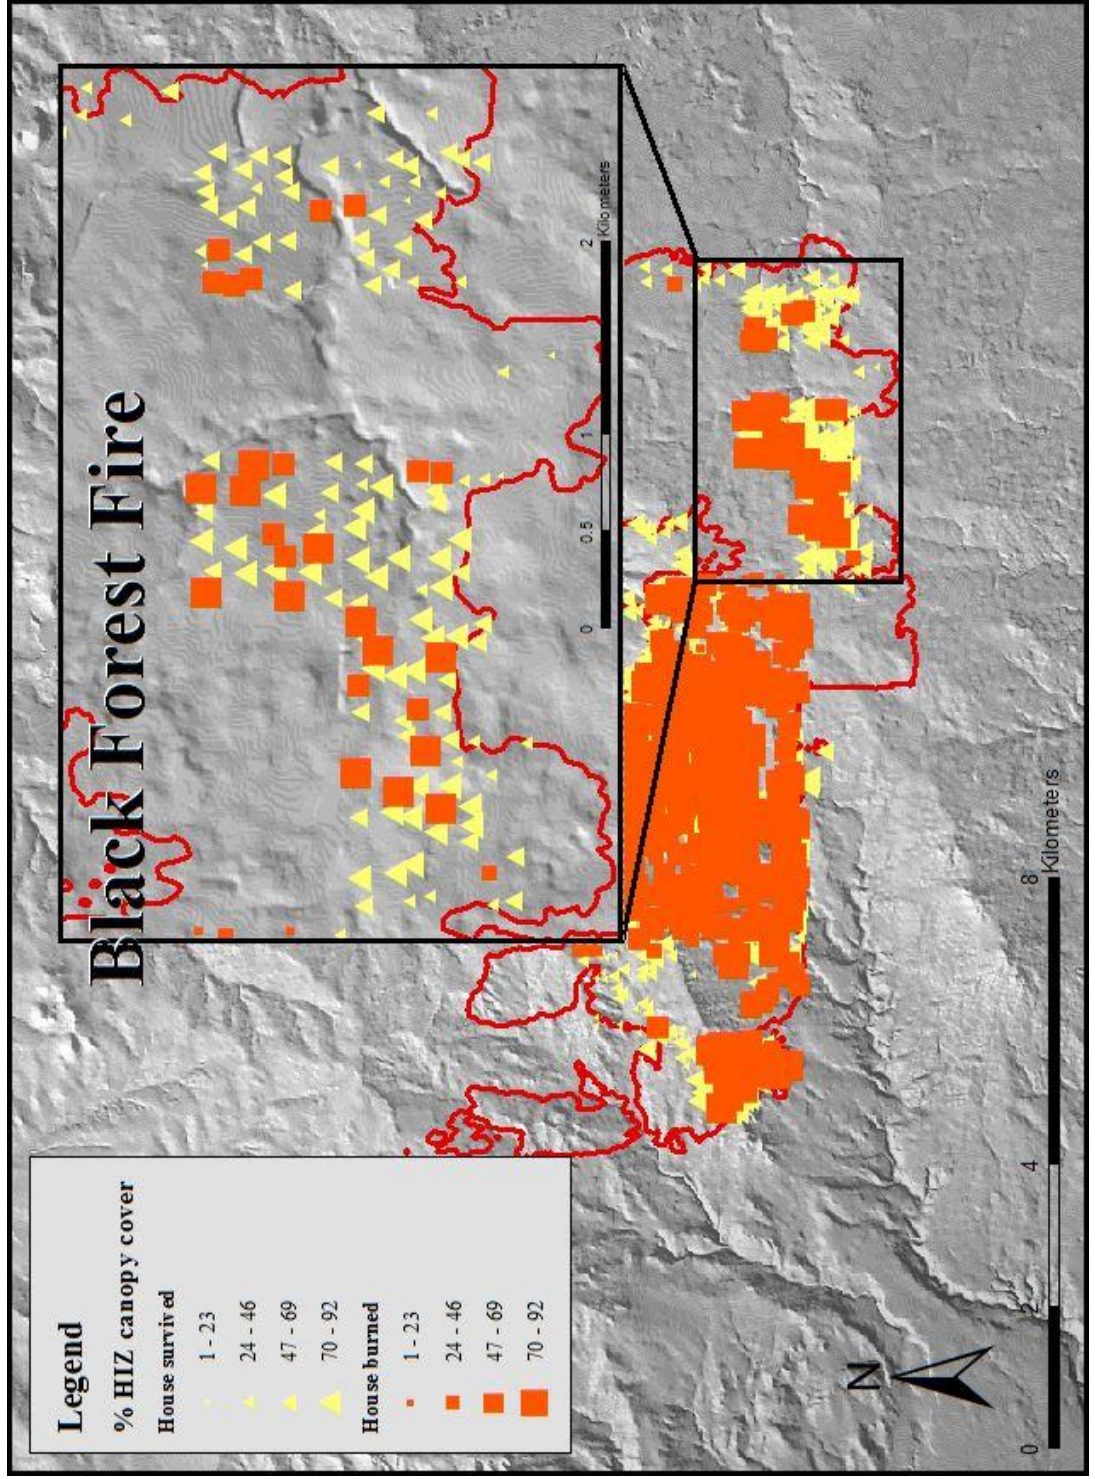 Black Forest Fire
Legend
% HIZ canopy cover
House survived
1 - 23
24 - 46
47 - 69
70 - 92
House burned
1 - 23
24 - 46
47 - 69
70 - 92
0 0.5 1 2
Kilometers
N
0 2 4 8
Kilometers